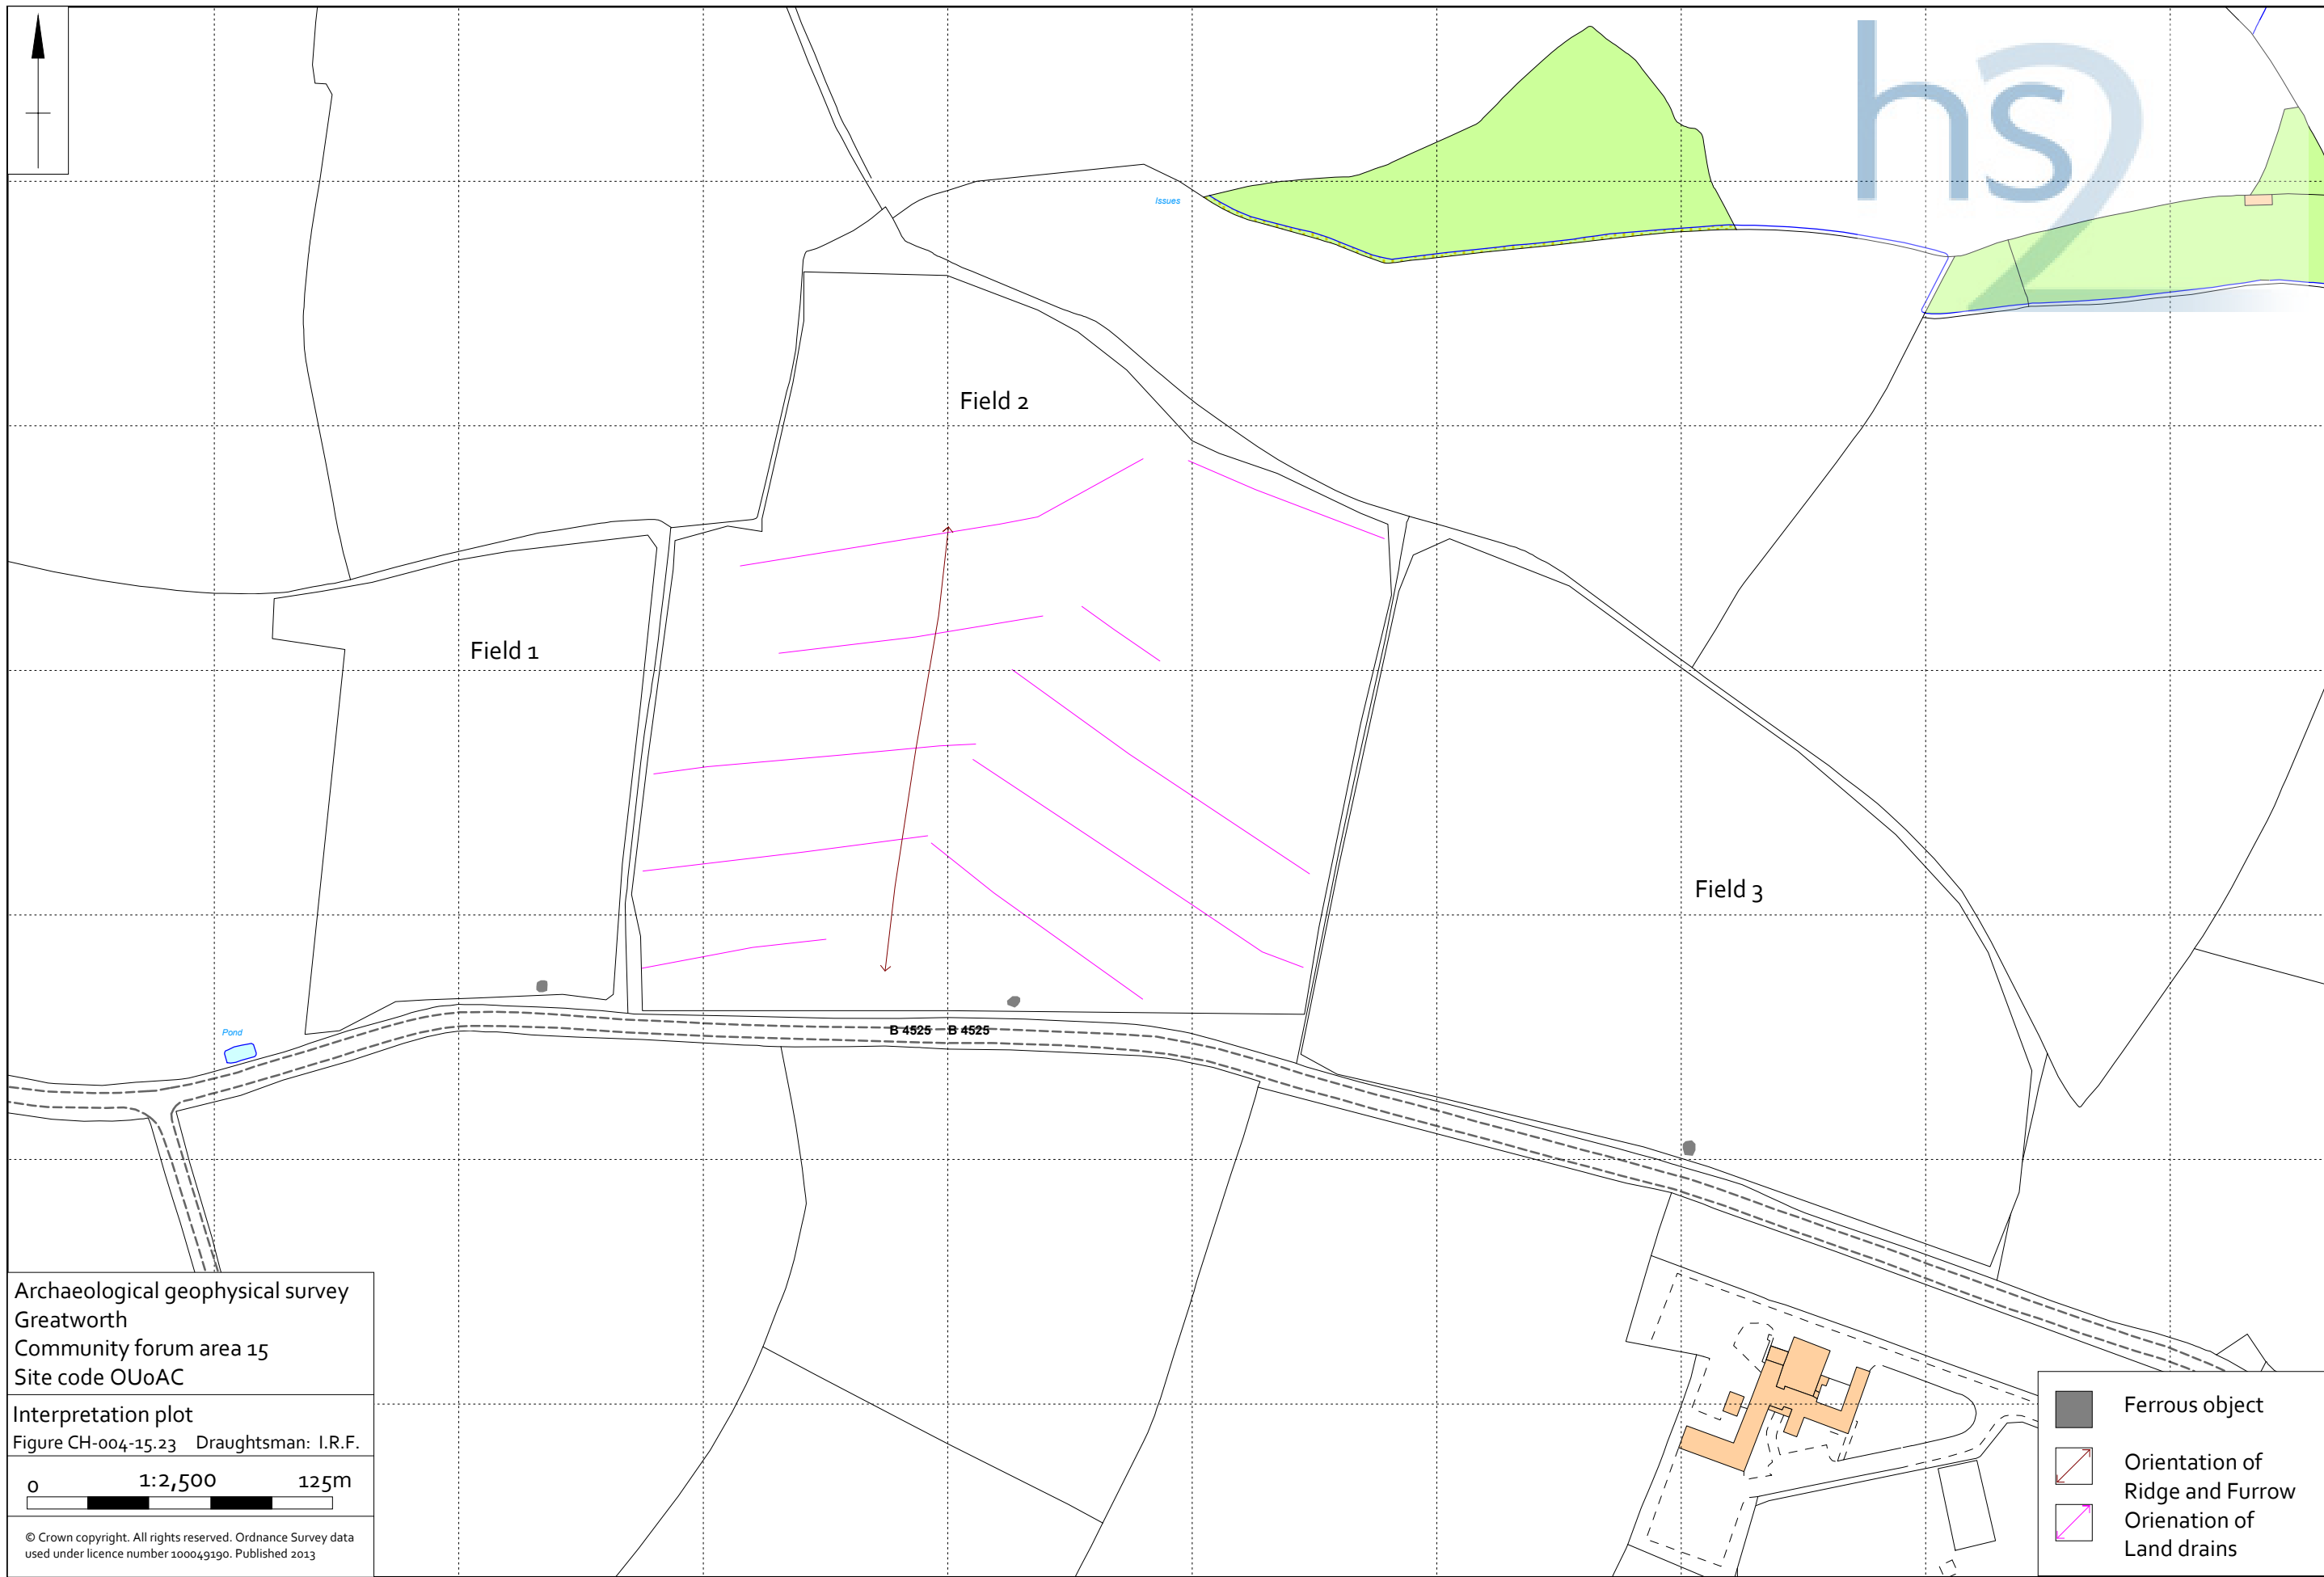 hs2
Issues
Field 2
Field 1
Field 3
Pond
B 4525 B 4525
Archaeological geophysical survey
Greatworth
Community forum area 15
Site code OU0AC
Interpretation plot
Figure CH-004-15.23 Draughtsman: I.R.F.
0 1:2,500 125m
© Crown copyright. All rights reserved. Ordnance Survey data
used under licence number 100049190. Published 2013
Ferrous object
Orientation of
Ridge and Furrow
Orienation of
Land drains